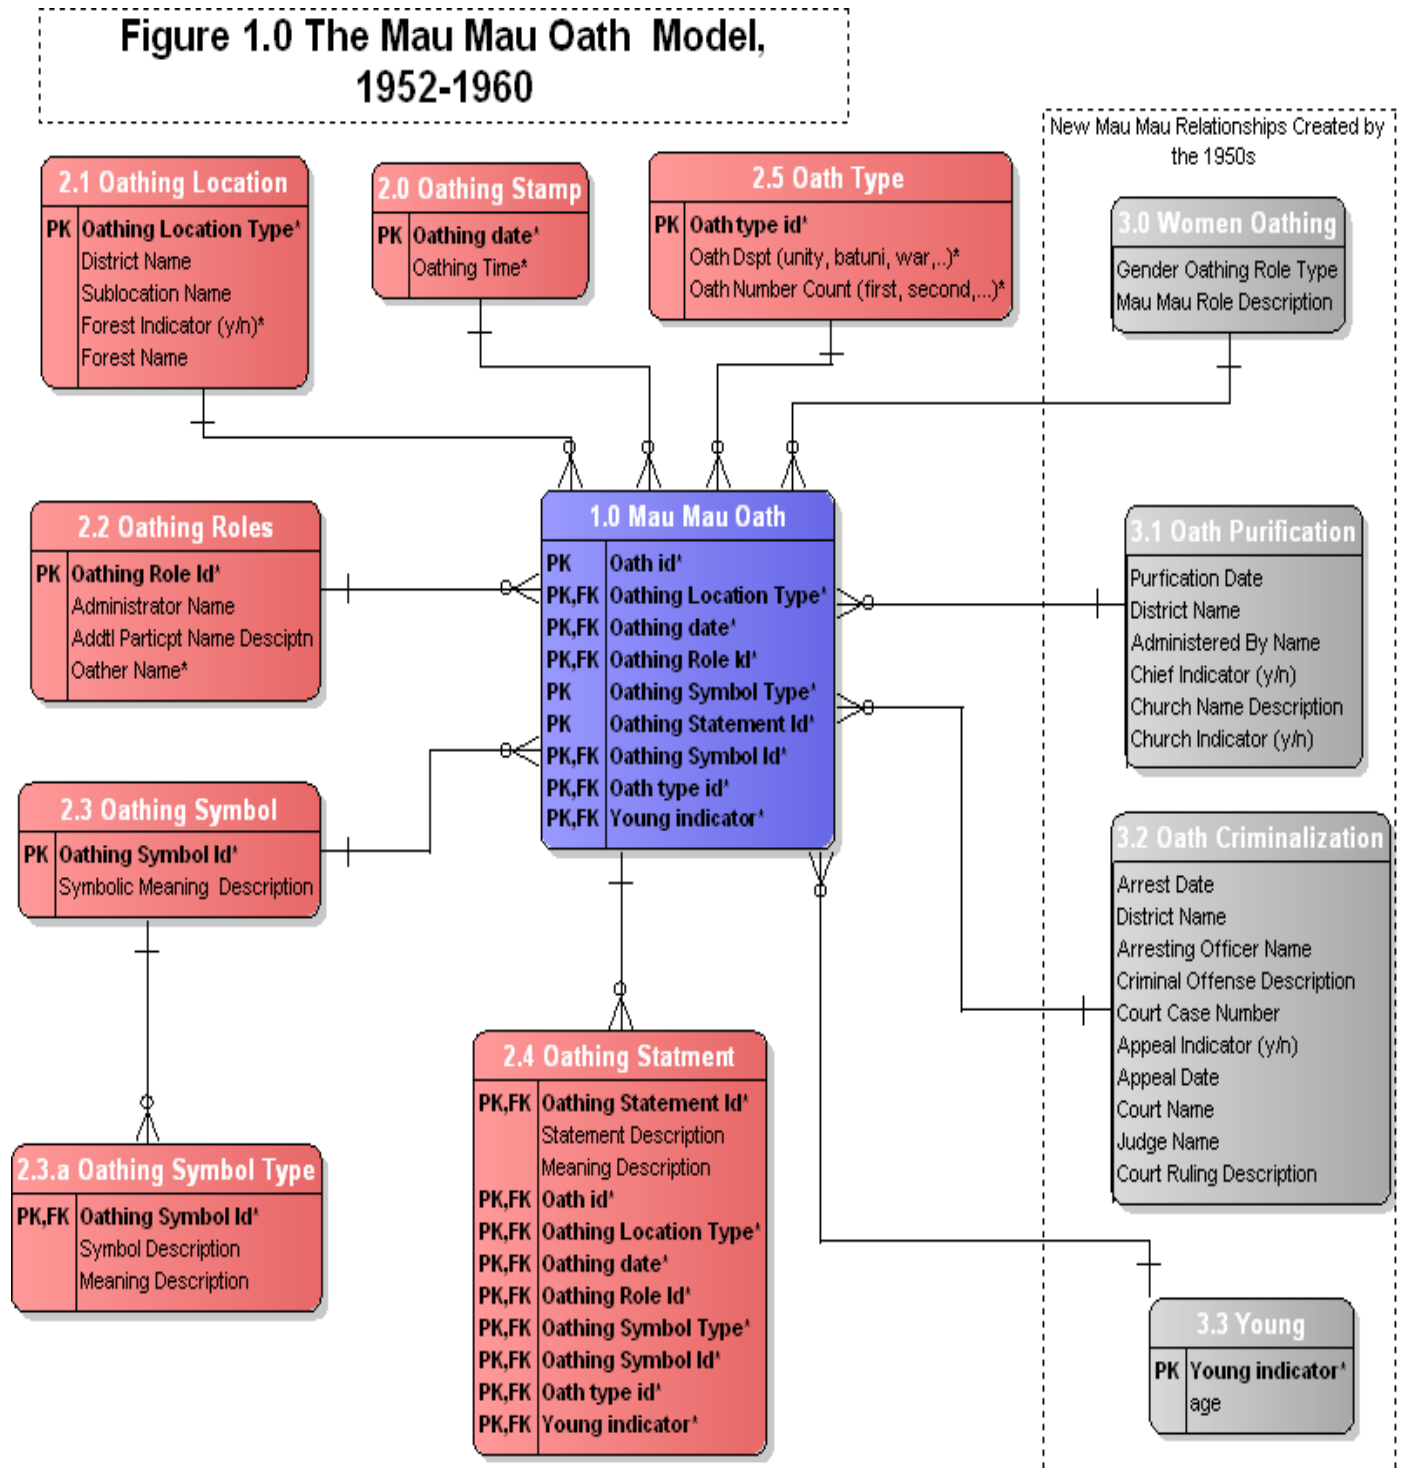 Figure 1.0 The Mau Mau Oath Model,
1952-1960
New Mau Mau Relationships Created by
the 1950s
2.1 Oathing Location
PK Oathing Location Type*
District Name
Sublocation Name
Forest Indicator (y/n)*
Forest Name
2.0 Oathing Stamp
PK Oathing date*
Oathing Time*
2.5 Oath Type
PK Oath type id*
Oath Dspt (unity, batuni, war,..)*
Oath Number Count (first, second,...)*
3.0 Women Oathing
Gender Oathing Role Type
Mau Mau Role Description
2.2 Oathing Roles
PK Oathing Role Id*
Administrator Name
Addtl Particpt Name Desciptn
Oather Name*
1.0 Mau Mau Oath
PK Oath id*
PK,FK Oathing Location Type*
PK,FK Oathing date*
PK,FK Oathing Role Id*
PK Oathing Symbol Type*
PK Oathing Statement Id*
PK,FK Oathing Symbol Id*
PK,FK Oath type id*
PK,FK Young indicator*
3.1 Oath Purification
Purfication Date
District Name
Administered By Name
Chief Indicator (y/n)
Church Name Description
Church Indicator (y/n)
2.3 Oathing Symbol
PK Oathing Symbol Id*
Symbolic Meaning Description
3.2 Oath Criminalization
Arrest Date
District Name
Arresting Officer Name
Criminal Offense Description
Court Case Number
Appeal Indicator (y/n)
Appeal Date
Court Name
Judge Name
Court Ruling Description
2.3.a Oathing Symbol Type
PK,FK Oathing Symbol Id*
Symbol Description
Meaning Description
2.4 Oathing Statment
PK,FK Oathing Statement Id*
Statement Description
Meaning Description
PK,FK Oath id*
PK,FK Oathing Location Type*
PK,FK Oathing date*
PK,FK Oathing Role Id*
PK,FK Oathing Symbol Type*
PK,FK Oathing Symbol Id*
PK,FK Oath type id*
PK,FK Young indicator*
3.3 Young
PK Young indicator*
age